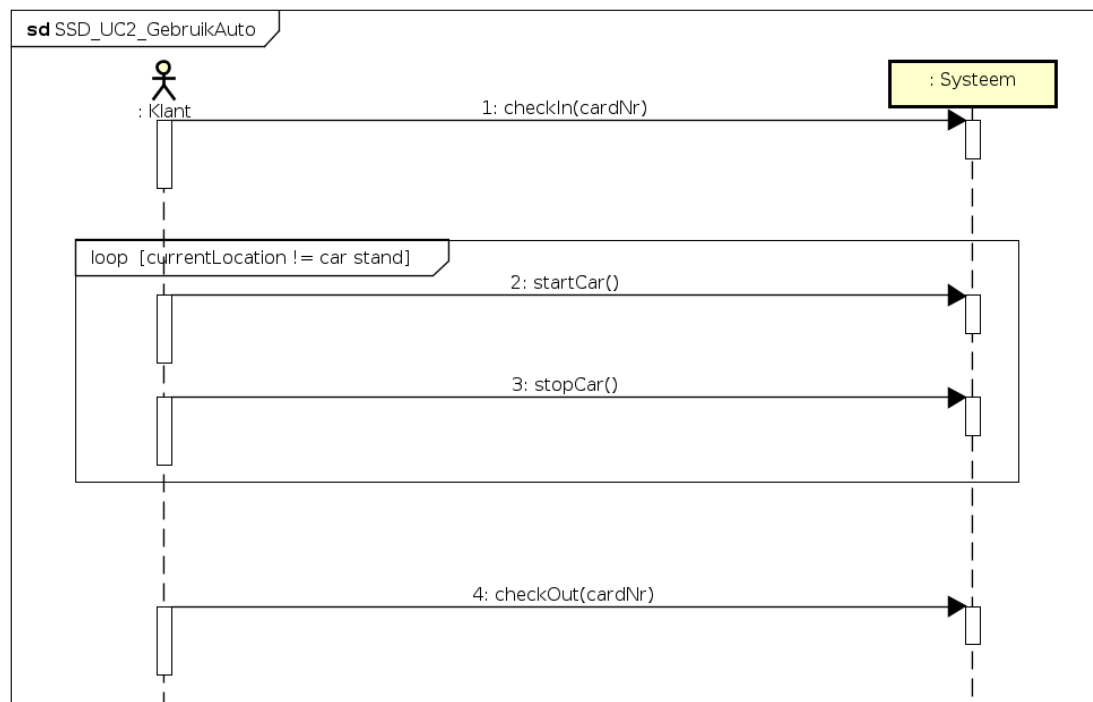 sd SSD_UC2_GebruikAuto
: Klant
: Systeem
1: checkIn(cardNr)
loop [currentLocation != car stand]
2: startCar()
3: stopCar()
4: checkOut(cardNr)